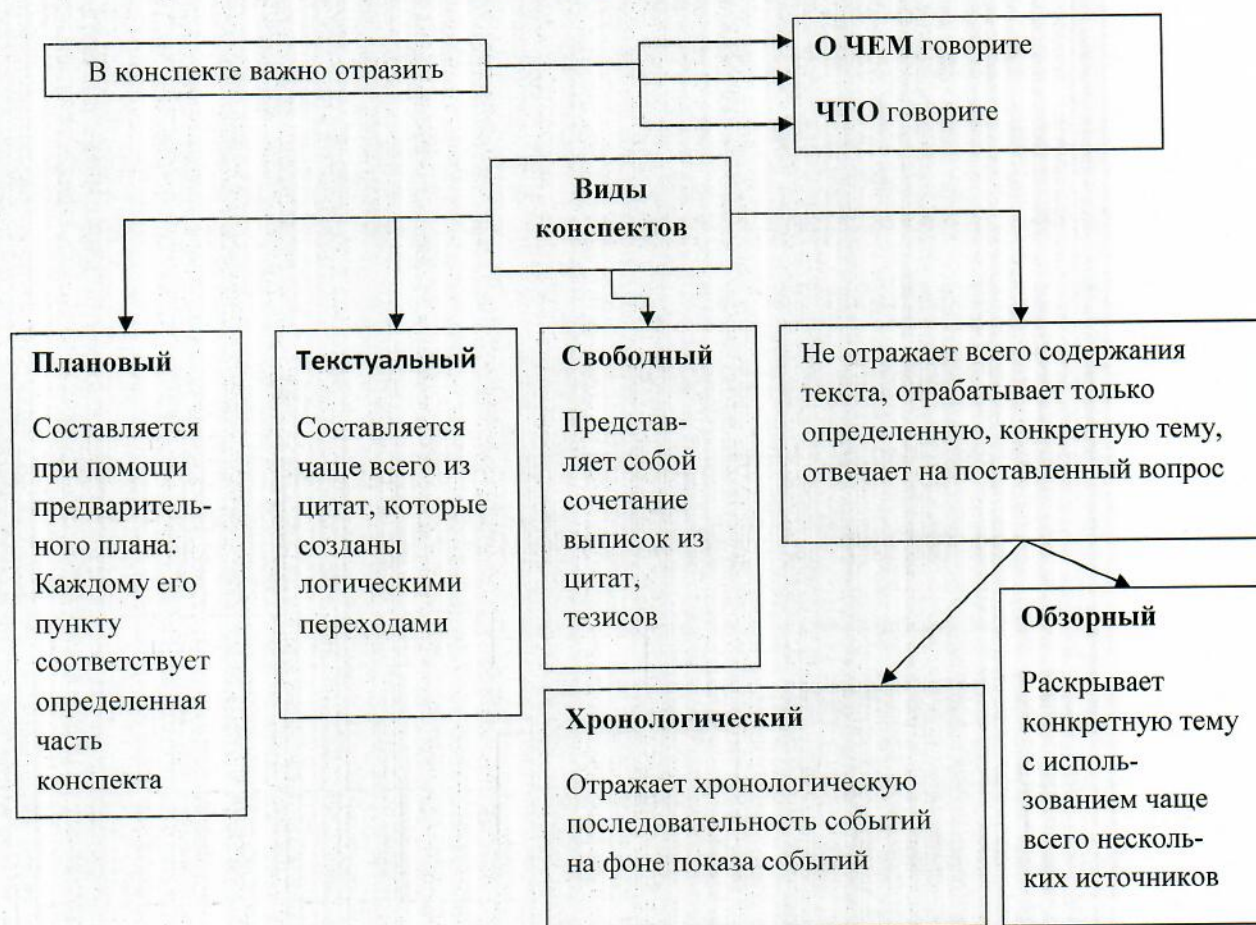 В конспекте важно отразить
О ЧЕМ говорите
ЧТО говорите
Виды
конспектов
Плановый
Составляется
при помощи
предваритель-
ного плана:
Каждому его
пункту
соответствует
определенная
часть
конспекта
Текстуальный
Составляется
чаще всего из
цитат, которые
созданы
логическими
переходами
Свободный
Представ-
ляет собой
сочетание
выписок из
цитат,
тезисов
Не отражает всего содержания
текста, отрабатывает только
определенную, конкретную тему,
отвечает на поставленный вопрос
Хронологический
Отражает хронологическую
последовательность событий
на фоне показа событий
Обзорный
Раскрывает
конкретную тему
с исполь-
зованием чаще
всего несколь-
ких источников